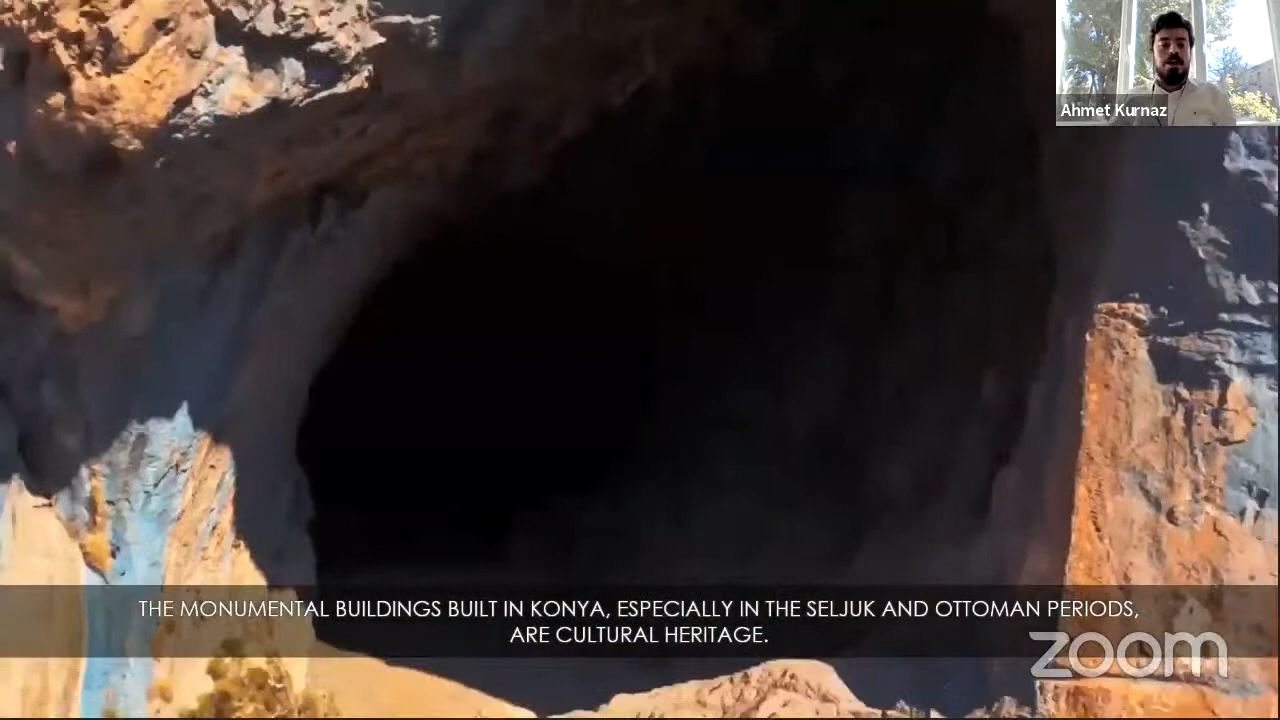 Ahmet Kurnaz
THE MONUMENTAL BUILDINGS BUILT IN KONYA, ESPECIALLY IN THE SELJUK AND OTTOMAN PERIODS,
ARE CULTURAL HERITAGE.
zoom